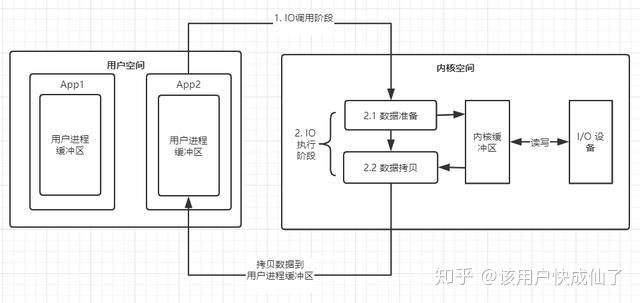 1. IO调用阶段
用户空间
App1
用户进程
缓冲区
App2
用户进程
缓冲区
内核空间
2. IO
执行
阶段
2.1 数据准备
2.2 数据拷贝
内核缓
冲区
读写
I/O 设
备
拷贝数据到
用户进程缓冲区
知乎 @该用户快成仙了